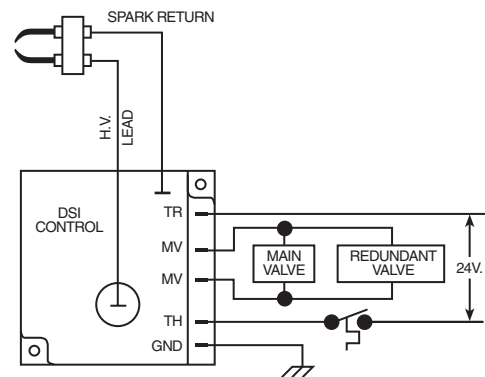 SPARK RETURN
H.V.
LEAD
DSI
CONTROL
TR
MV
MV
TH
GND
MAIN
VALVE
REDUNDANT
VALVE
24V.